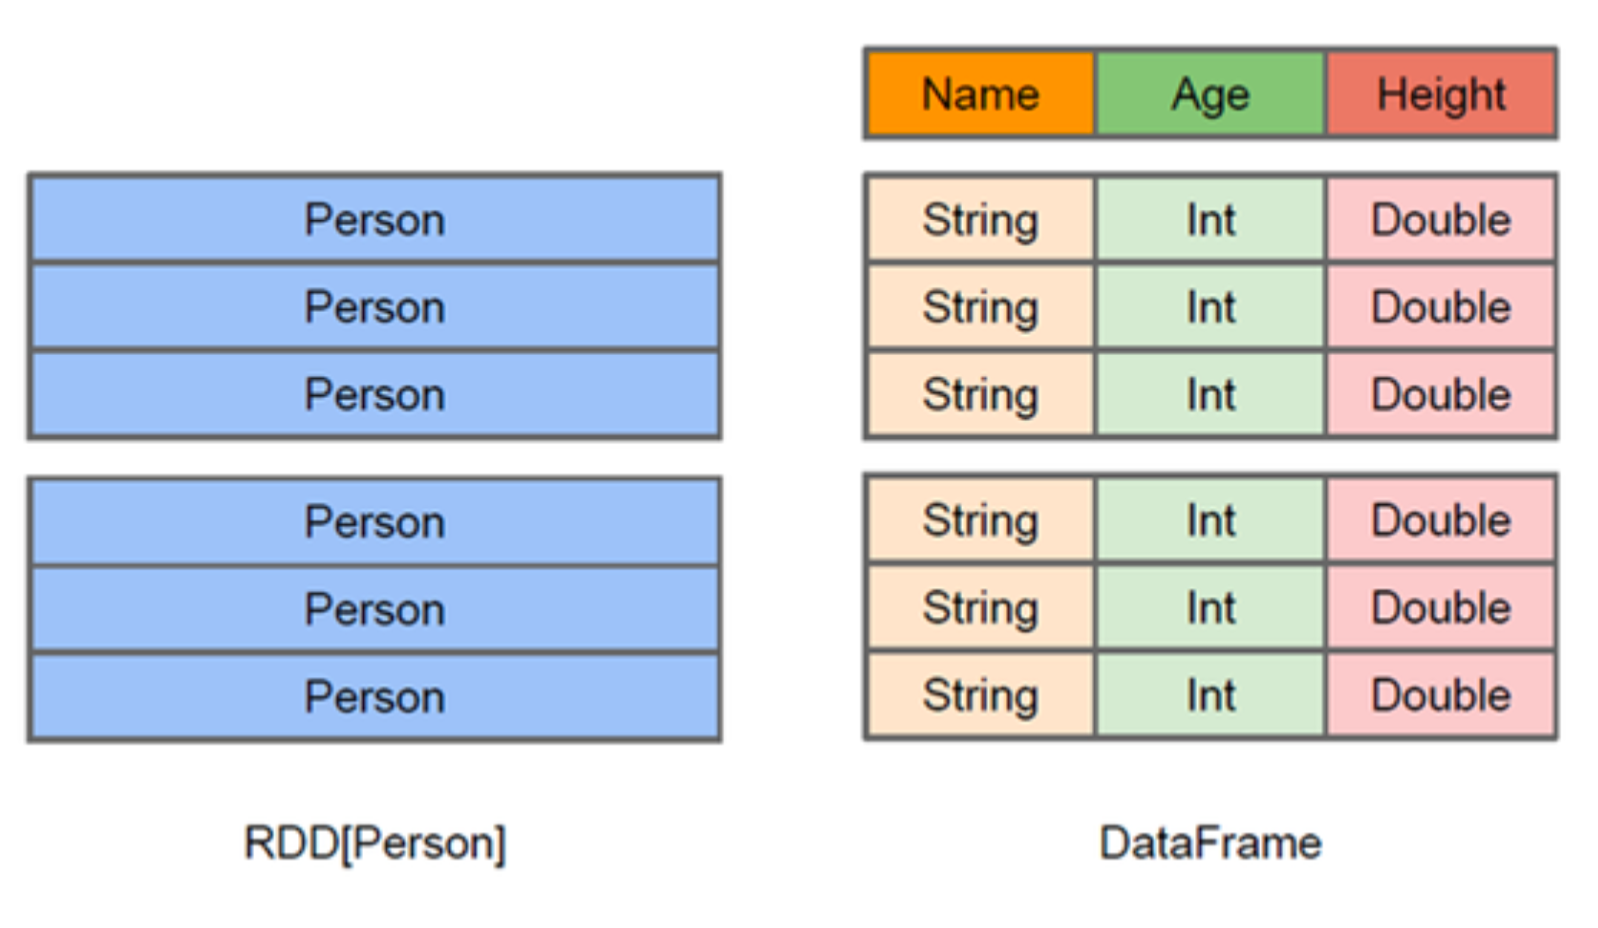 Name Age Height
Person
Person
Person
String Int Double
String Int Double
String Int Double
Person
Person
Person
String Int Double
String Int Double
String Int Double
RDD[Person]
DataFrame